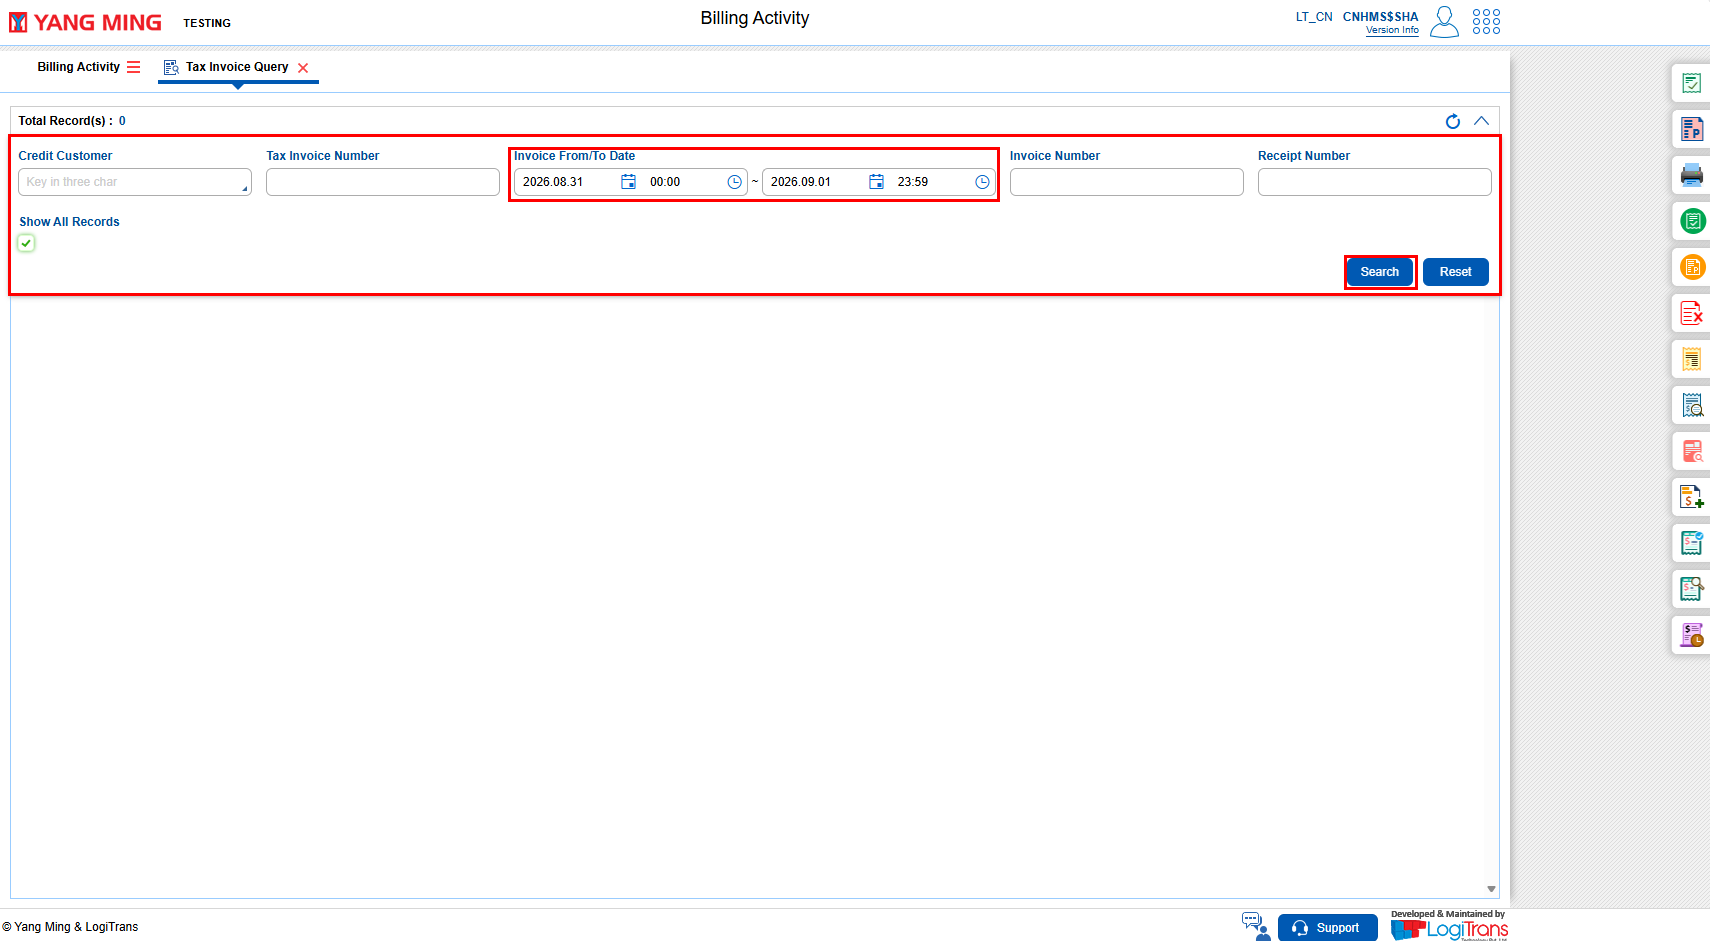 YANG MING TESTING
Billing Activity
LT_CN CNHMS$SHA
Version Info
Billing Activity
Tax Invoice Query
Total Record(s) : 0
Credit Customer
Tax Invoice Number
Invoice From/To Date
Invoice Number
Receipt Number
Key in three char
2026.08.31 00:00 ~ 2026.09.01 23:59
Show All Records
Search Reset
© Yang Ming & LogiTrans
Support
Developed & Maintained by
LogiTrans